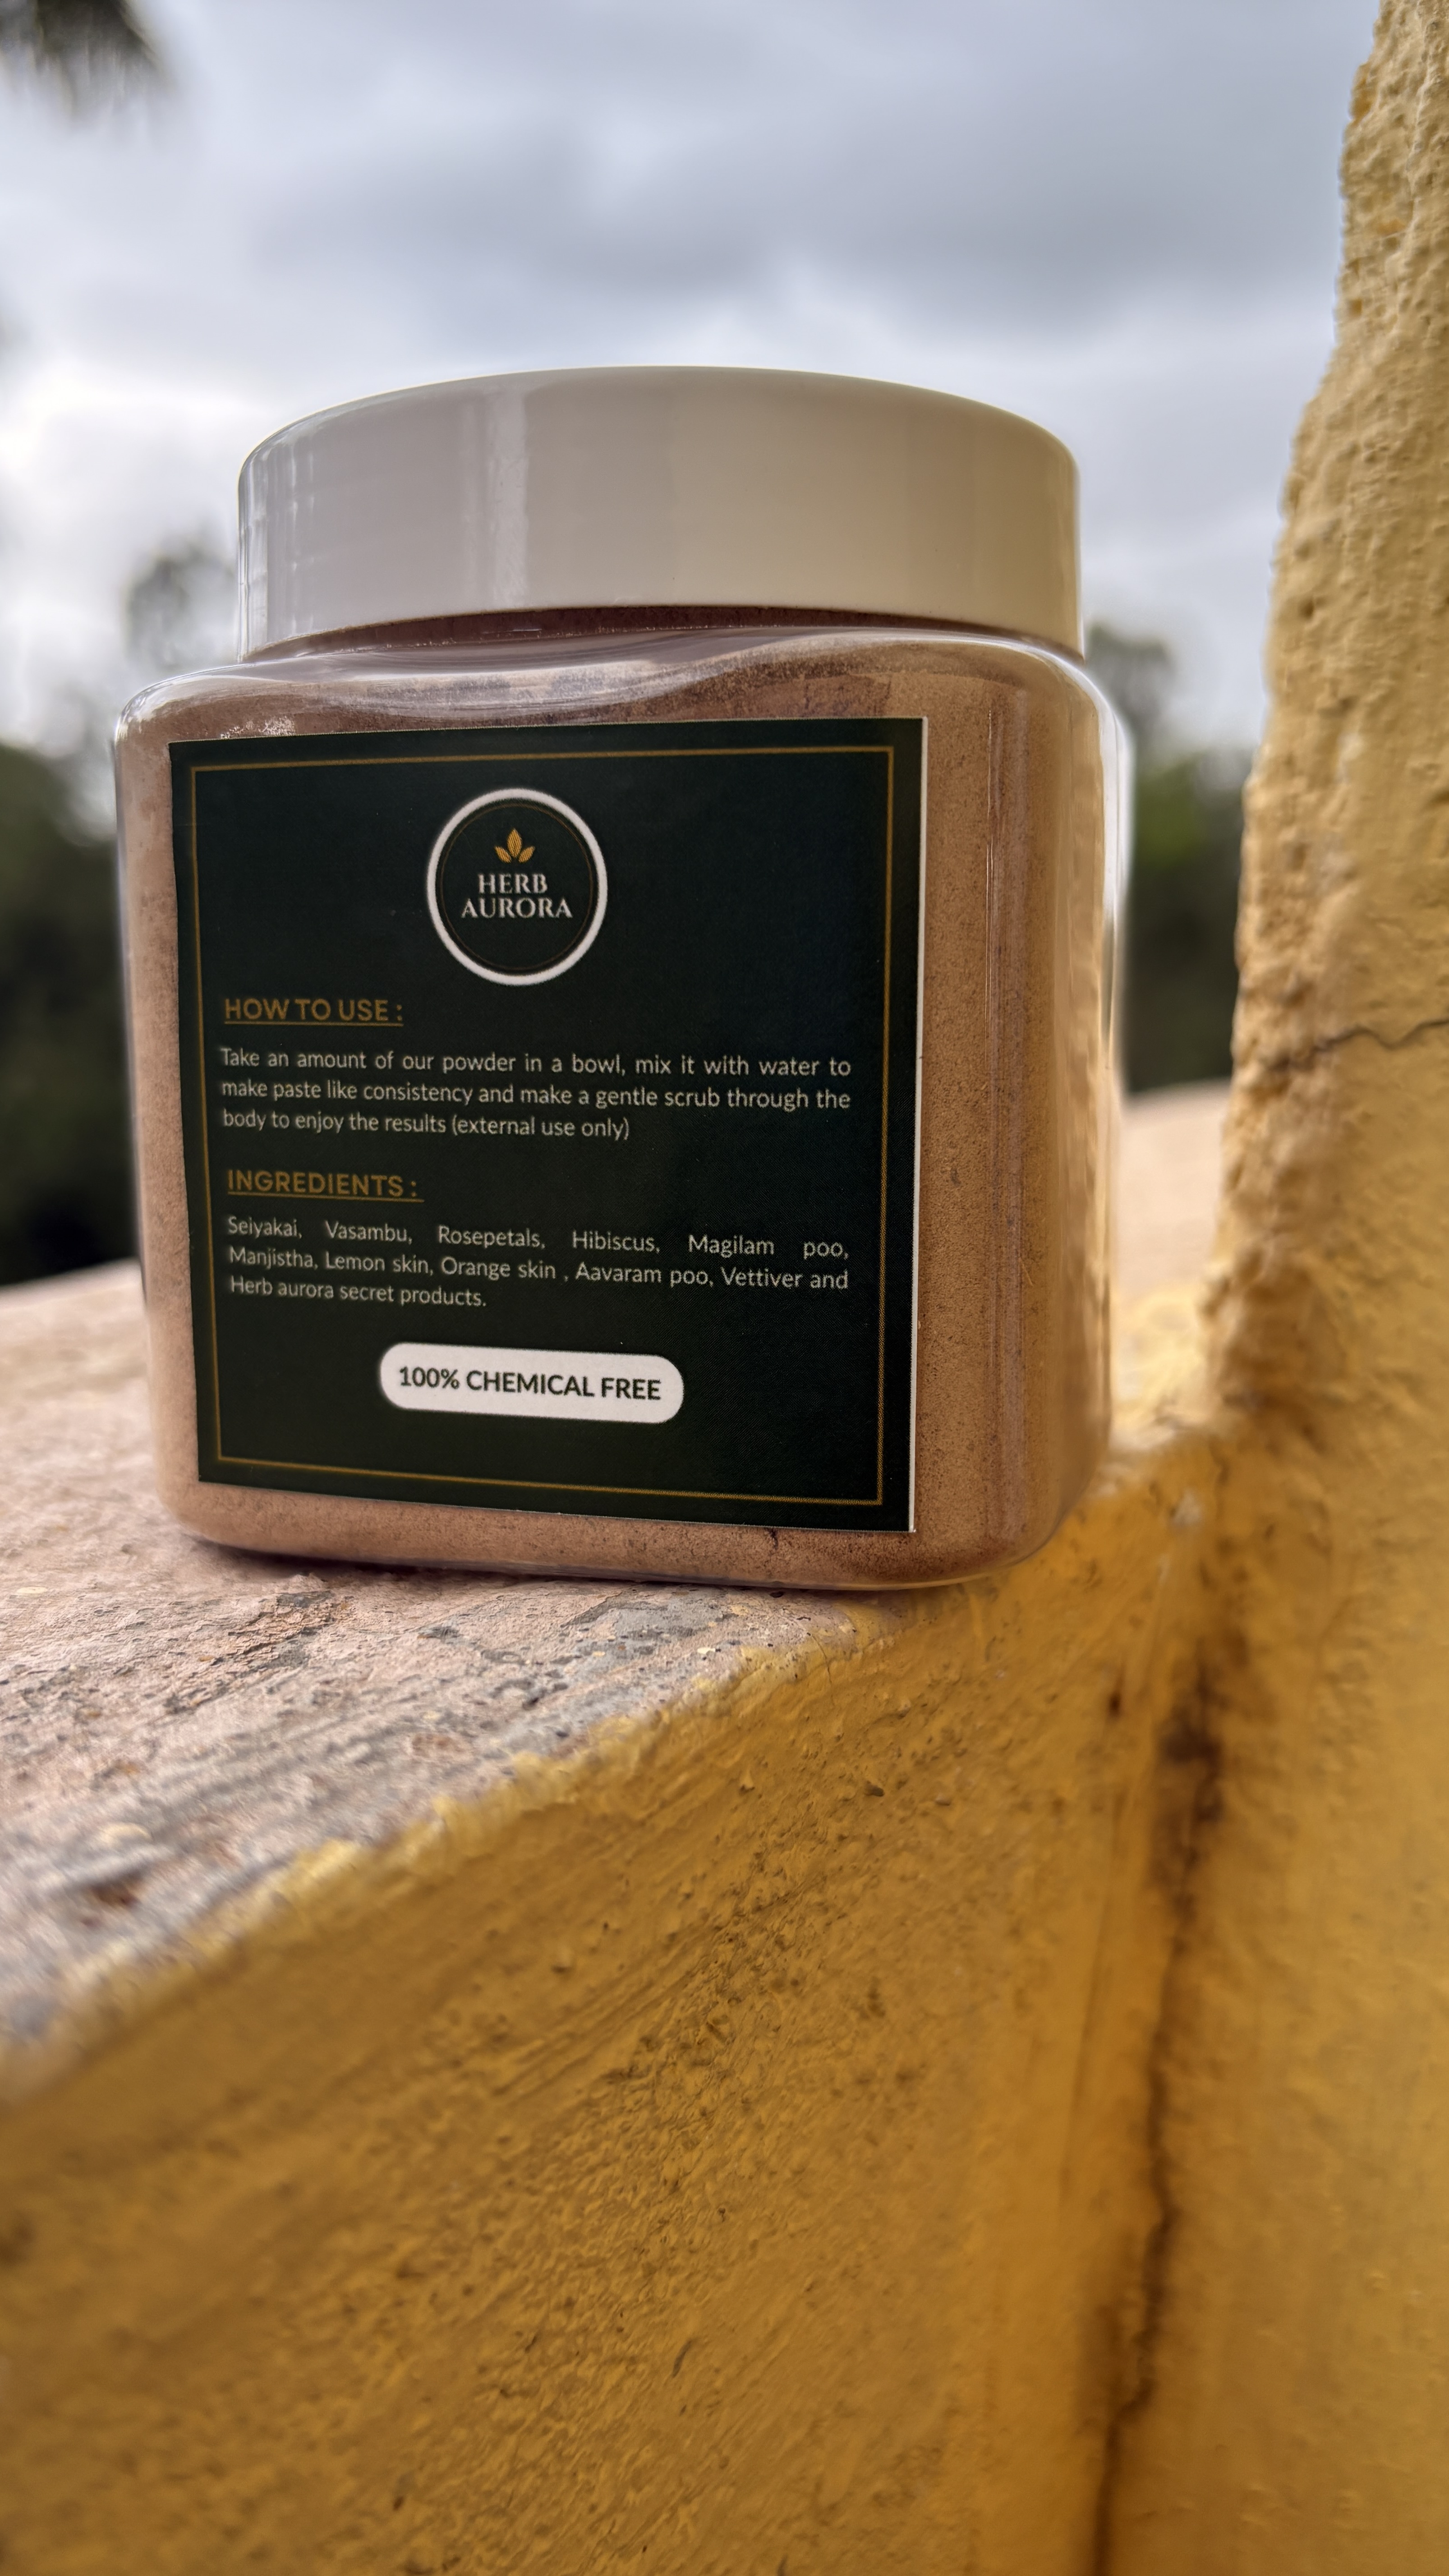 HERB
AURORA
HOW TO USE :
Take an amount of our powder in a bowl, mix it with water to
make paste like consistency and make a gentle scrub through the
body to enjoy the results (external use only)
INGREDIENTS :
Seiyakai, Vasambu, Rosepetals, Hibiscus, Magilam poo,
Manjistha, Lemon skin, Orange skin , Aavaram poo, Vettiver and
Herb aurora secret products.
100% CHEMICAL FREE